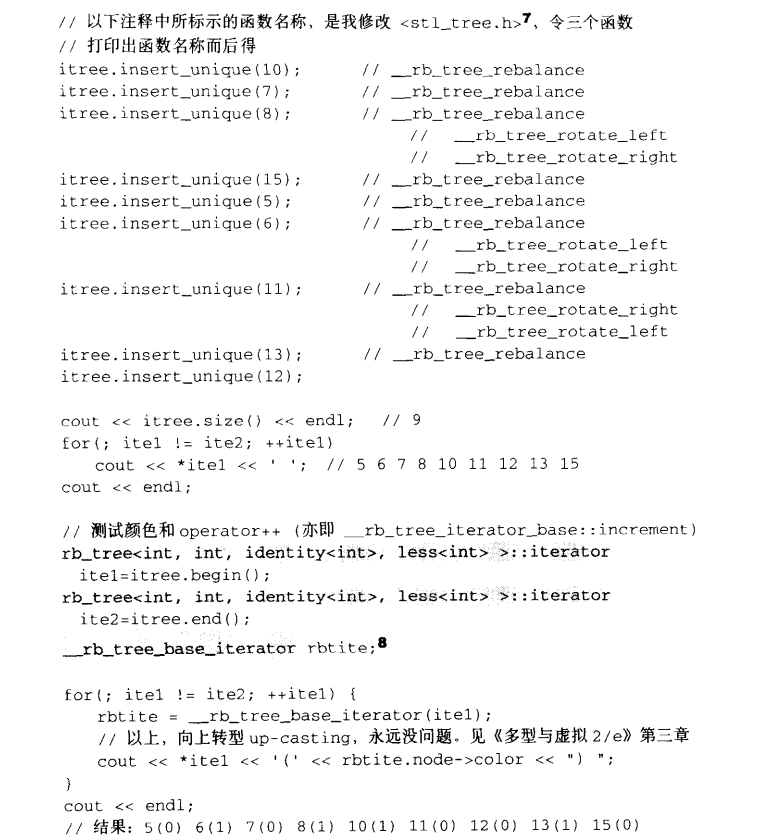 // 以下注释中所标示的函数名称，是我修改 <stl_tree.h>7、令三个函数
// 打印出函数名称而后得
itree.insert_unique(10);      // __rb_tree_rebalance
itree.insert_unique(7);       // __rb_tree_rebalance
itree.insert_unique(8);       // __rb_tree_rebalance
                              //   __rb_tree_rotate_left
                              //   __rb_tree_rotate_right
itree.insert_unique(15);      // __rb_tree_rebalance
itree.insert_unique(5);       // __rb_tree_rebalance
itree.insert_unique(6);       // __rb_tree_rebalance
                              //   __rb_tree_rotate_left
                              //   __rb_tree_rotate_right
itree.insert_unique(11);      // __rb_tree_rebalance
                              //   __rb_tree_rotate_right
                              //   __rb_tree_rotate_left
itree.insert_unique(13);      // __rb_tree_rebalance
itree.insert_unique(12);
cout << itree.size() << endl;   // 9
for(; ite1 != ite2; ++ite1)
   cout << *ite1 << ' ';  // 5 6 7 8 10 11 12 13 15
cout << endl;
// 测试颜色和 operator++ (亦即 __rb_tree_iterator_base::increment)
rb_tree<int, int, identity<int>, less<int> >::iterator
  ite1=itree.begin();
rb_tree<int, int, identity<int>, less<int> >::iterator
  ite2=itree.end();
__rb_tree_base_iterator rbtite;8
for(; ite1 != ite2; ++ite1) {
   rbtite = __rb_tree_base_iterator(ite1);
   // 以上，向上转型 up-casting，永远没问题。见《多型与虚拟 2/e》第三章
   cout << *ite1 << '(' << rbtite.node->color << ") ";
}
cout << endl;
// 结果：5(0) 6(1) 7(0) 8(1) 10(1) 11(0) 12(0) 13(1) 15(0)